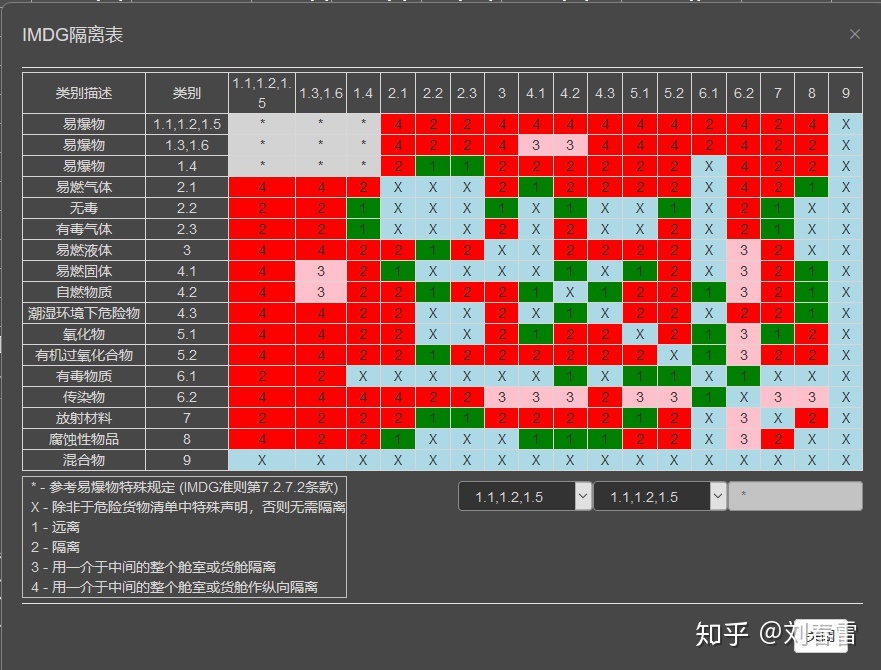 IMDG隔离表 ×
类别描述 类别 1.1,1.2,1.5 1.3,1.6 1.4 2.1 2.2 2.3 3 4.1 4.2 4.3 5.1 5.2 6.1 6.2 7 8 9
易爆物 1.1,1.2,1.5 * * * 4 2 2 4 4 4 4 4 4 2 4 2 4 X
易爆物 1.3,1.6 * * * 4 2 2 4 3 3 4 4 4 2 4 2 2 X
易爆物 1.4 * * * 2 1 1 2 2 2 2 2 2 X 4 2 2 X
易燃气体 2.1 4 4 2 X X X 2 1 2 2 2 2 X 4 2 1 X
无毒 2.2 2 2 1 X X X 1 X 1 X X 1 X 2 1 X X
有毒气体 2.3 2 2 1 X X X 2 X 2 X X 2 X 2 1 X X
易燃液体 3 4 4 2 2 1 2 X X 2 2 2 2 X 3 2 X X
易燃固体 4.1 4 3 2 1 X X X X 1 X 1 2 X 3 2 1 X
自燃物质 4.2 4 3 2 2 1 2 2 1 X 1 2 2 1 3 2 1 X
潮湿环境下危险物 4.3 4 4 2 2 X X 2 X 1 X 2 2 X 2 2 1 X
氧化物 5.1 4 4 2 2 X X 2 1 2 2 X 2 1 3 1 2 X
有机过氧化合物 5.2 4 4 2 2 1 2 2 2 2 2 2 X 1 3 2 2 X
有毒物质 6.1 2 2 X X X X X X 1 X 1 1 X 1 X X X
传染物 6.2 4 4 4 4 2 2 3 3 3 2 3 3 1 X 3 3 X
放射材料 7 2 2 2 2 1 1 2 2 2 2 1 2 X 3 X 2 X
腐蚀性物品 8 4 2 2 1 X X X 1 1 1 2 2 X 3 2 X X
混合物 9 X X X X X X X X X X X X X X X X X
* - 参考易爆物特殊规定 (IMDG准则第7.2.7.2条款)
X - 除非于危险货物清单中特殊声明，否则无需隔离
1 - 远离
2 - 隔离
3 - 用一介于中间的整个舱室或货舱隔离
4 - 用一介于中间的整个舱室或货舱作纵向隔离
1.1,1.2,1.5 1.1,1.2,1.5 *
知乎 @刘春雷